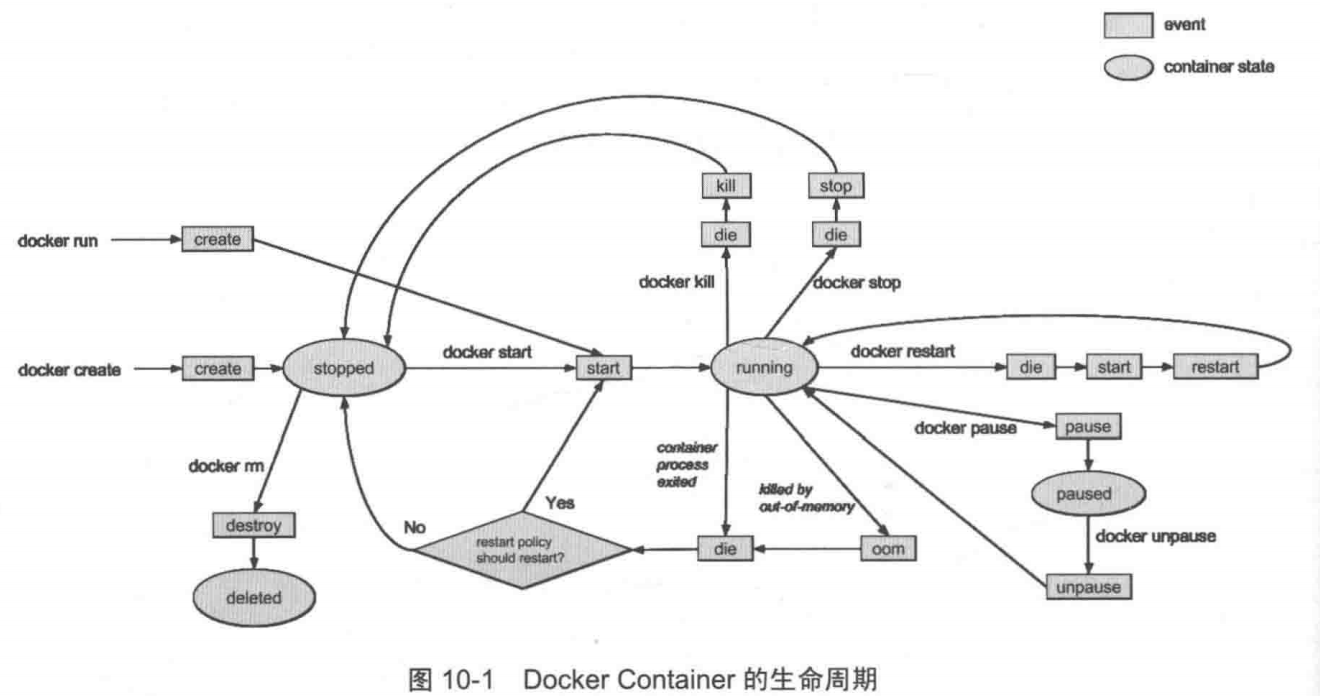 event
container state
kill
stop
docker run
create
die
die
docker kill
docker stop
docker create
create
stopped
docker start
start
running
docker restart
die
start
restart
docker pause
pause
container
process
exited
killed by
out-of-memory
docker rm
paused
Yes
No
destroy
restart policy
should restart?
die
oom
docker unpause
deleted
unpause
图 10-1 Docker Container 的生命周期